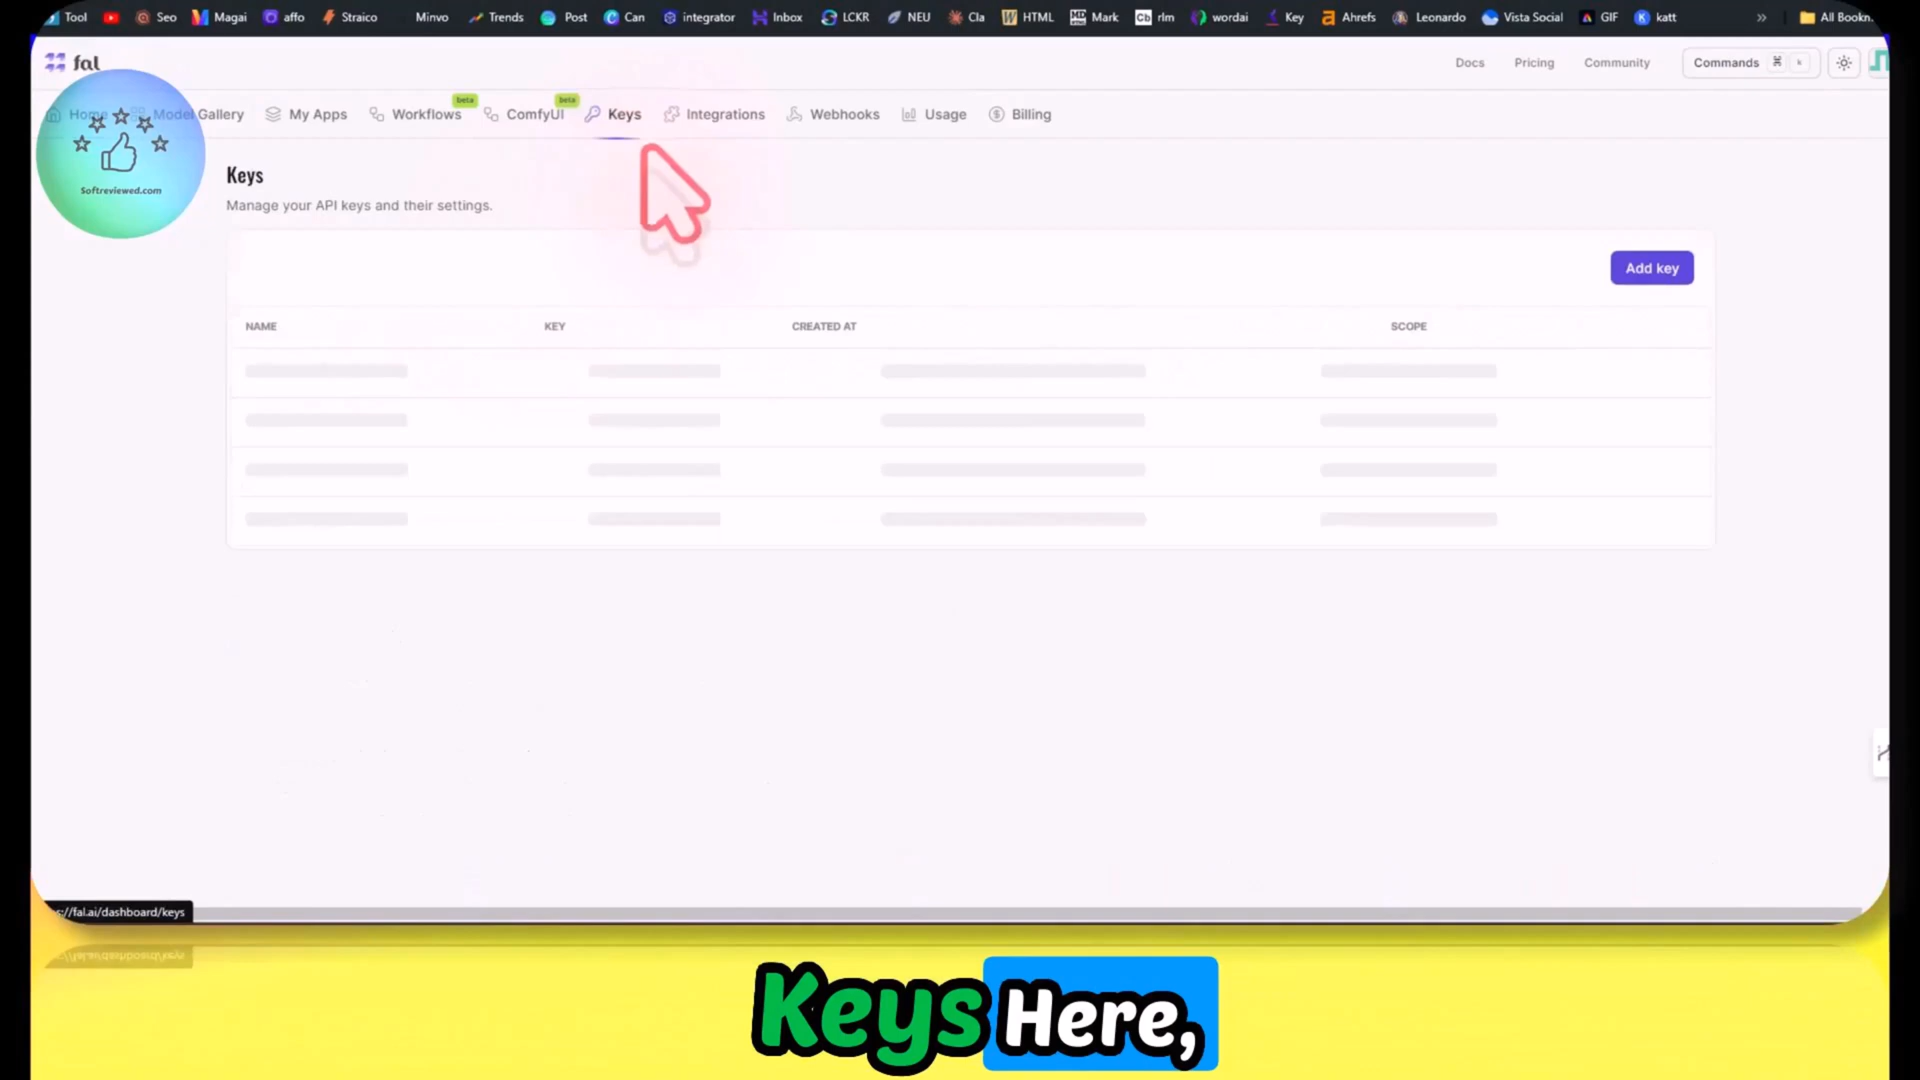 Tool Seo Magai affo Straico Minvo Trends Post Can integrator Inbox LCKR NEU Cla HTML Mark Cb rlm wordai Key Ahrefs Leonardo Vista Social GIF katt » All Bookn
fal
Docs Pricing Community Commands ⌘ k
Home Model Gallery My Apps Workflows beta ComfyUI beta Keys Integrations Webhooks Usage Billing
Softreviewed.com
Keys
Manage your API keys and their settings.
Add key
NAME KEY CREATED AT SCOPE
s://fal.ai/dashboard/keys
Keys Here,